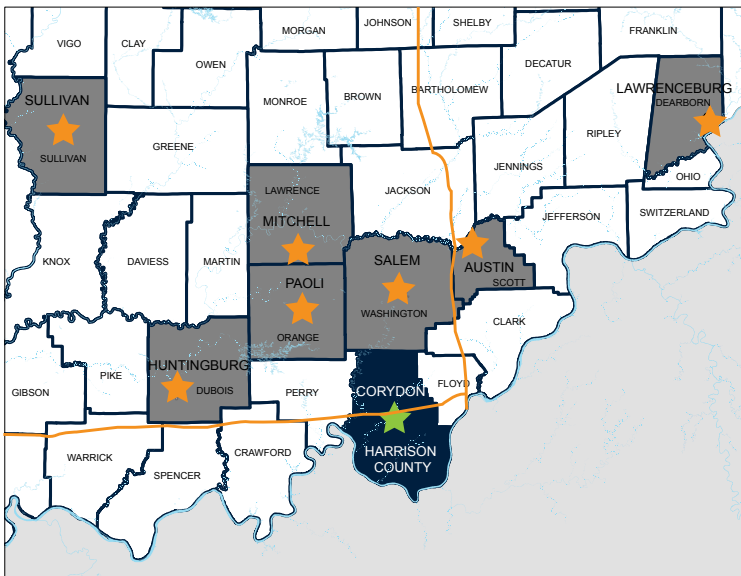 MORGAN
JOHNSON
SHELBY
VIGO
CLAY
OWEN
FRANKLIN
DECATUR
MONROE
BROWN
BARTHOLOMEW
LAWRENCEBURG
DEARBORN
SULLIVAN
SULLIVAN
GREENE
RIPLEY
JENNINGS
OHIO
LAWRENCE
MITCHELL
JACKSON
JEFFERSON
SWITZERLAND
KNOX
DAVIESS
MARTIN
SALEM
AUSTIN
SCOTT
PAOLI
ORANGE
WASHINGTON
CLARK
HUNTINGBURG
DUBOIS
PIKE
GIBSON
PERRY
CORYDON
FLOYD
HARRISON
COUNTY
WARRICK
SPENCER
CRAWFORD